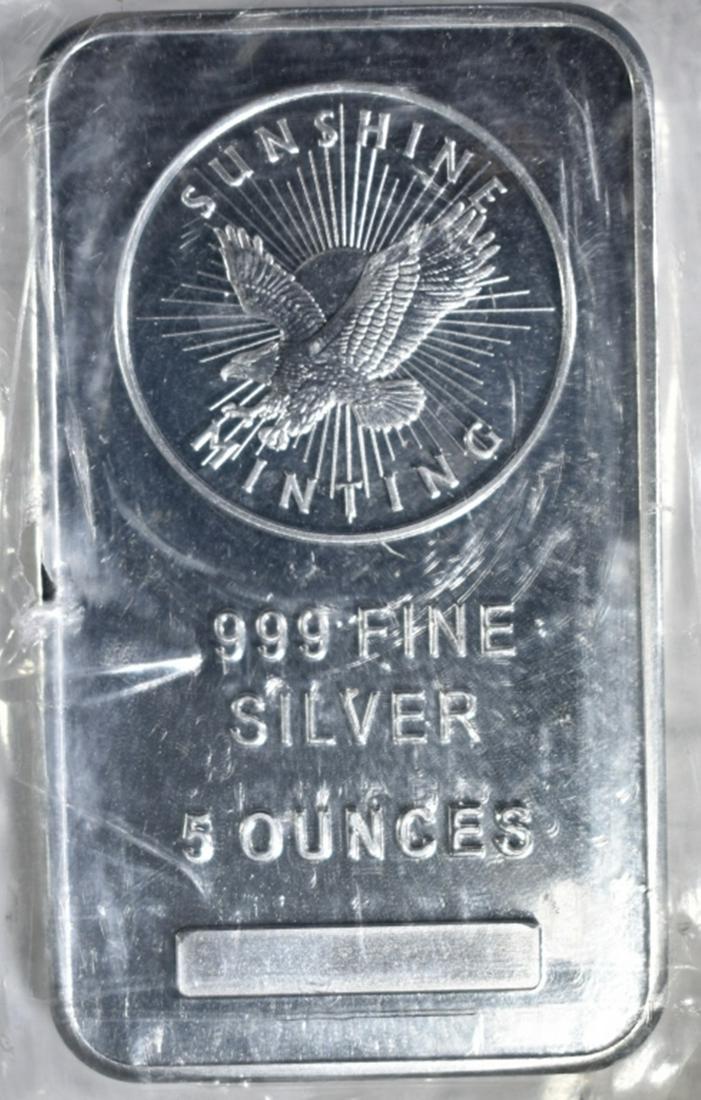 SUNSHINE
MINTING
999 FINE
SILVER
5 OUNCES